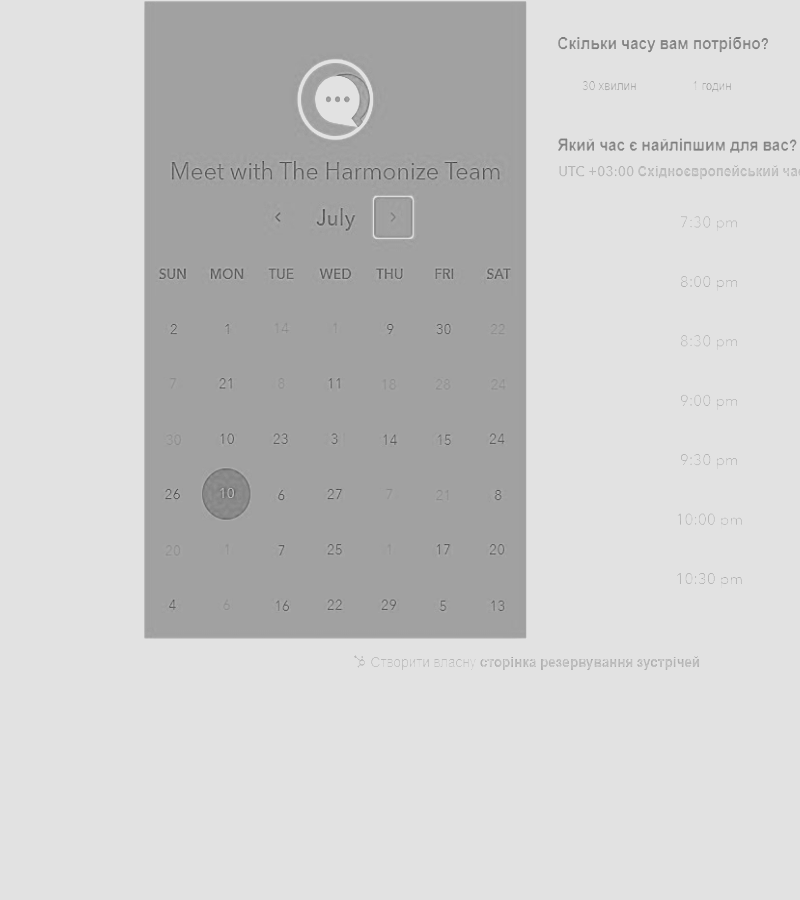 Meet with The Harmonize Team
July
SUN MON TUE WED THU FRI SAT
2 1 14 1 9 30 22
7 21 8 11 18 28 24
30 10 23 3 14 15 24
26 10 6 27 7 21 8
20 1 7 25 1 17 20
4 6 16 22 29 5 13
Скільки часу вам потрібно?
30 хвилин 1 годин
Який час є найліпшим для вас?
UTC +03:00 Східноєвропейський час
7:30 pm
8:00 pm
8:30 pm
9:00 pm
9:30 pm
10:00 pm
10:30 pm
Створити власну сторінка резервування зустрічей